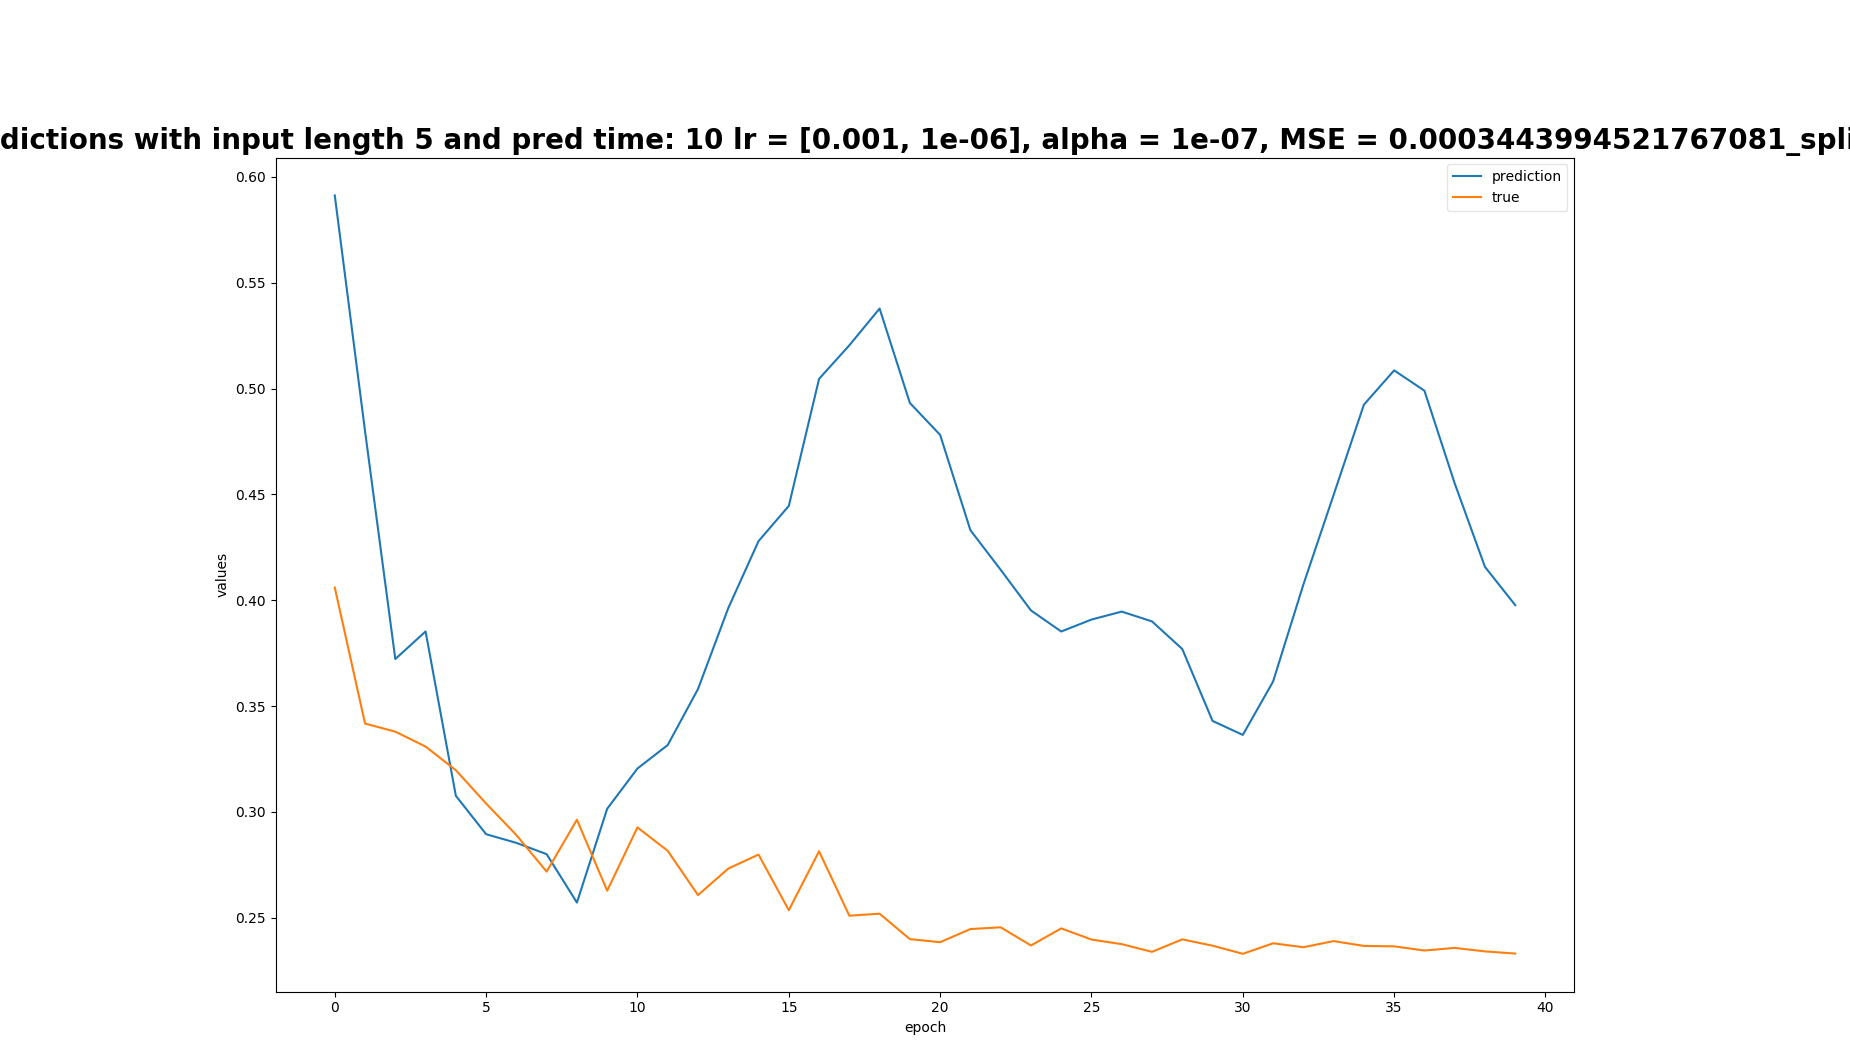 dictions with input length 5 and pred time: 10 lr = [0.001, 1e-06], alpha = 1e-07, MSE = 0.0003443994521767081_spli
prediction
true
0.60
0.55
0.50
0.45
0.40
0.35
0.30
0.25
values
0 5 10 15 20 25 30 35 40
epoch